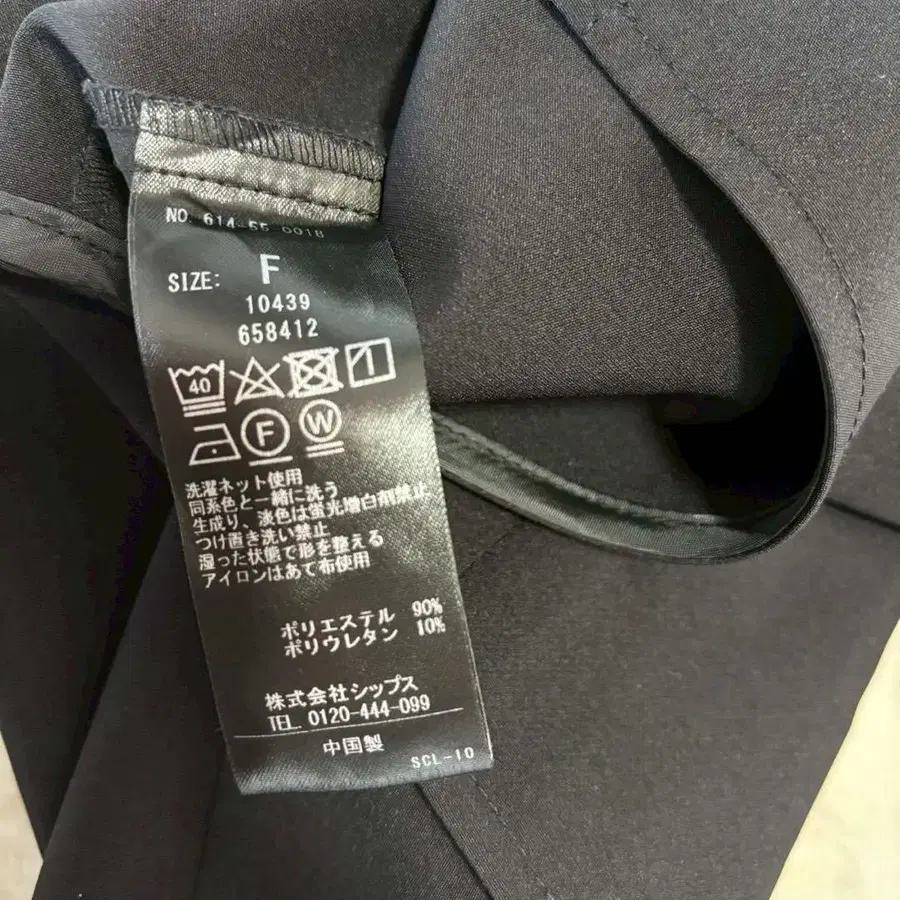 NO. 614-55-0018
SIZE: F
10439
658412
40
F W
洗濯ネット使用
同系色と一緒に洗う
生成り、淡色は蛍光増白剤禁止
つけ置き洗い禁止
湿った状態で形を整える
アイロンはあて布使用
ポリエステル 90%
ポリウレタン 10%
株式会社シップス
TEL. 0120-444-099
中国製
SCL-10